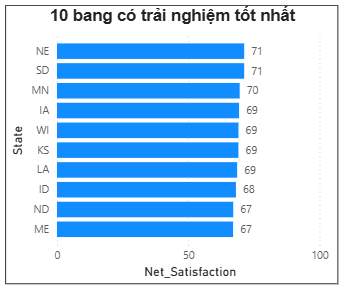 10 bang có trải nghiệm tốt nhất
State
NE 71
SD 71
MN 70
IA 69
WI 69
KS 69
LA 69
ID 68
ND 67
ME 67
0 50 100
Net_Satisfaction